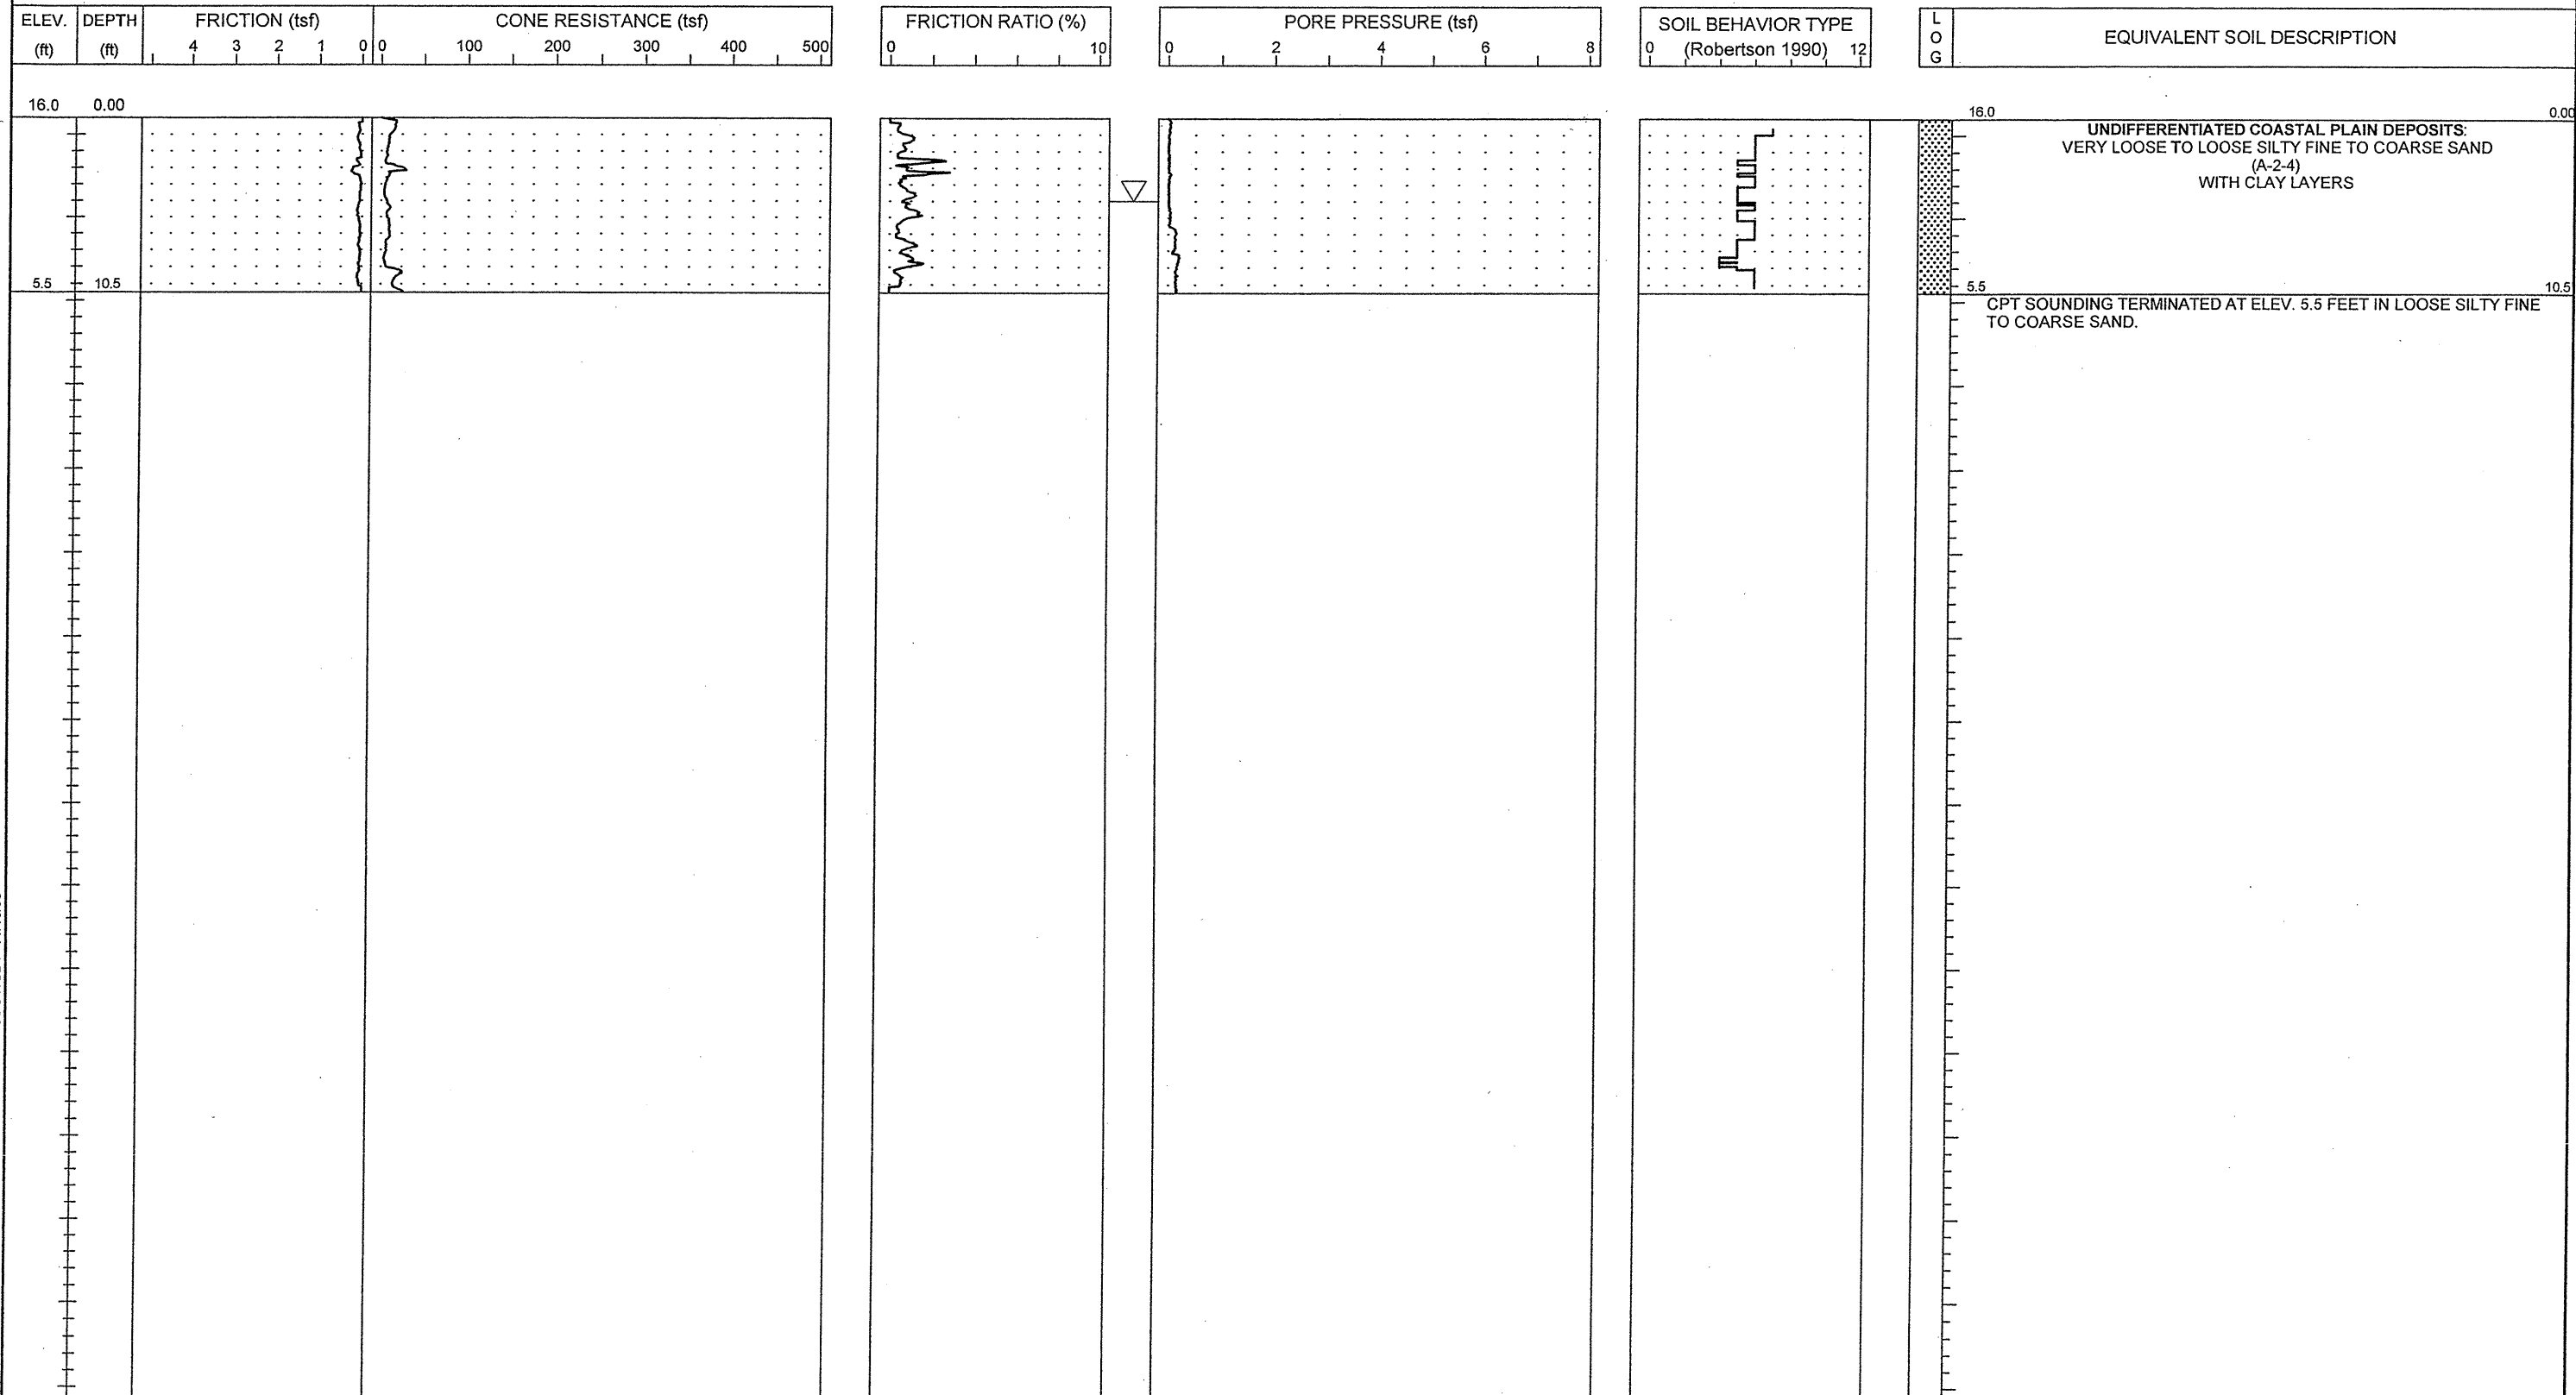 ELEV. (ft)
DEPTH (ft)
FRICTION (tsf)
4 3 2 1 0
CONE RESISTANCE (tsf)
0 100 200 300 400 500
FRICTION RATIO (%)
0 10
PORE PRESSURE (tsf)
0 2 4 6 8
SOIL BEHAVIOR TYPE
(Robertson 1990)
0 12
LOG
EQUIVALENT SOIL DESCRIPTION
16.0 0.00
16.0 0.00
UNDIFFERENTIATED COASTAL PLAIN DEPOSITS:
VERY LOOSE TO LOOSE SILTY FINE TO COARSE SAND
(A-2-4)
WITH CLAY LAYERS
5.5 10.5
5.5 10.5
CPT SOUNDING TERMINATED AT ELEV. 5.5 FEET IN LOOSE SILTY FINE
TO COARSE SAND.